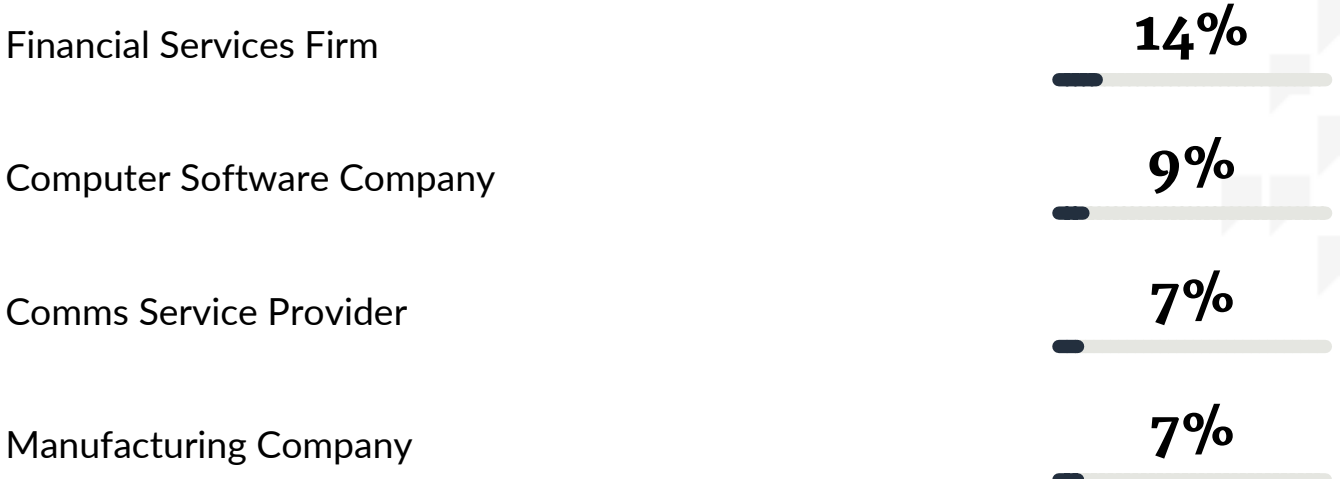 Financial Services Firm
14%
Computer Software Company
9%
Comms Service Provider
7%
Manufacturing Company
7%